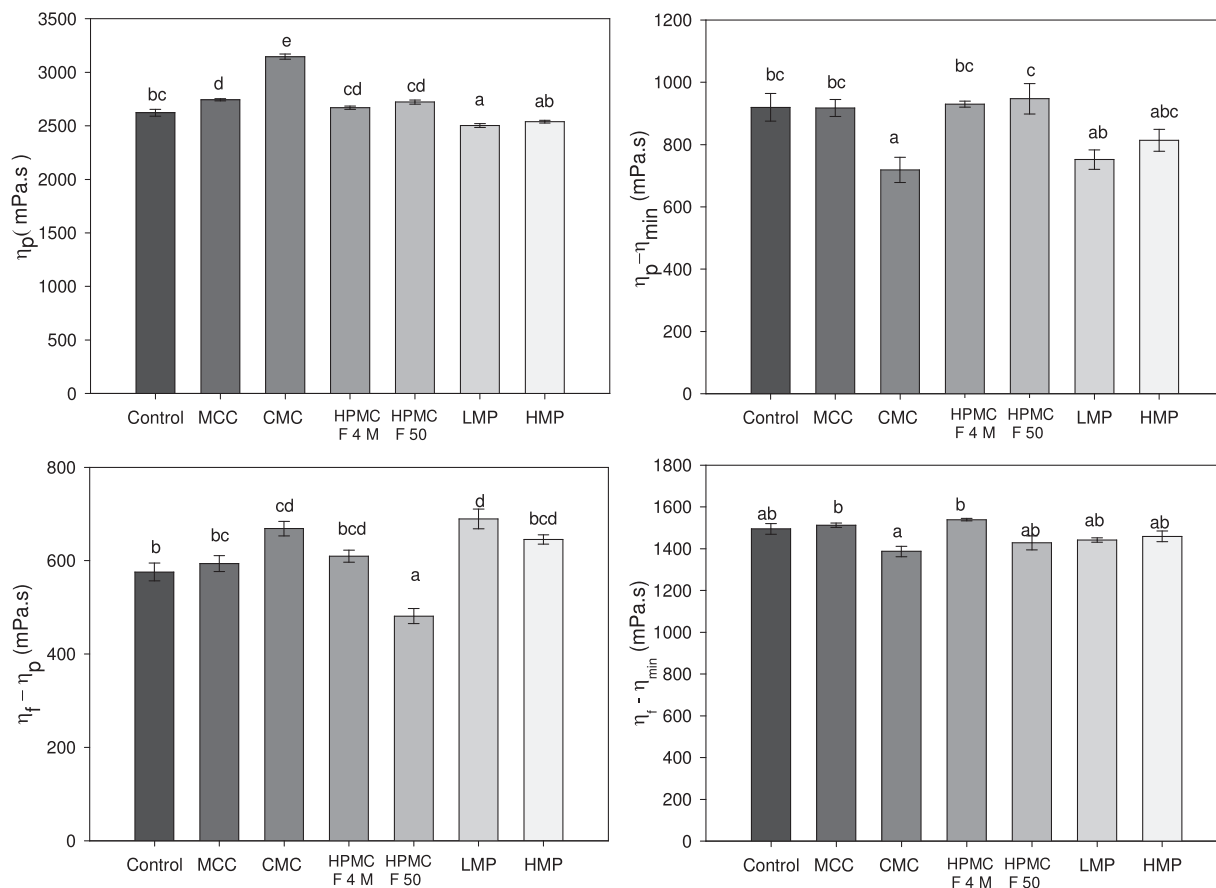 3500
3000
2500
2000
1500
1000
500
0
ηp( mPa.s)
bc
d
e
cd
cd
a
ab
Control
MCC
CMC
HPMC
F 4 M
HPMC
F 50
LMP
HMP
1200
1000
800
600
400
200
0
ηp–ηmin (mPa.s)
bc
bc
a
bc
c
ab
abc
Control
MCC
CMC
HPMC
F 4 M
HPMC
F 50
LMP
HMP
800
600
400
200
0
ηf – ηp (mPa.s)
b
bc
cd
bcd
a
d
bcd
Control
MCC
CMC
HPMC
F 4 M
HPMC
F 50
LMP
HMP
1800
1600
1400
1200
1000
800
600
400
200
0
ηf - ηmin (mPa.s)
ab
b
a
b
ab
ab
ab
Control
MCC
CMC
HPMC
F 4 M
HPMC
F 50
LMP
HMP